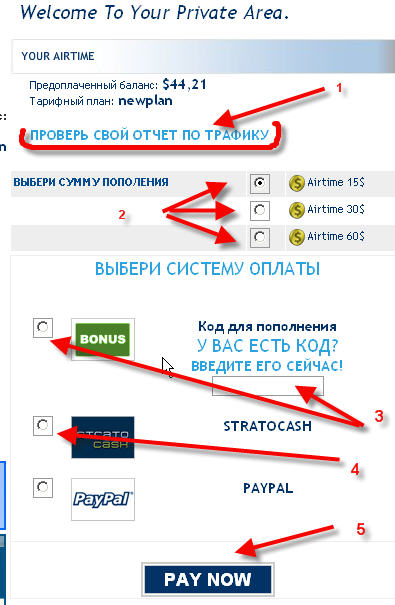 Welcome To Your Private Area.
YOUR AIRTIME
Предоплаченный баланс: $44,21
Тарифный план: newplan
1
ПРОВЕРЬ СВОЙ ОТЧЕТ ПО ТРАФИКУ
ВЫБЕРИ СУММУ ПОПОЛЕНИЯ
$ Airtime 15$
2
$ Airtime 30$
$ Airtime 60$
ВЫБЕРИ СИСТЕМУ ОПЛАТЫ
BONUS
Код для пополнения
У ВАС ЕСТЬ КОД?
ВВЕДИТЕ ЕГО СЕЙЧАС!
3
STRATOCASH
cash
4
PayPal
PAYPAL
5
PAY NOW